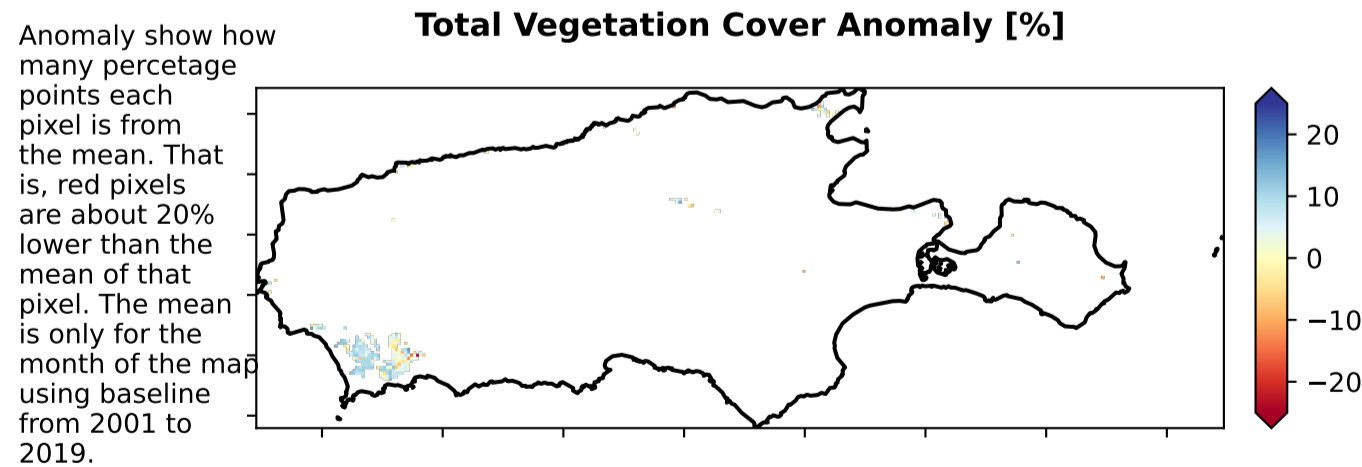 Total Vegetation Cover Anomaly [%]
Anomaly show how
many percetage
points each
pixel is from
the mean. That
is, red pixels
are about 20%
lower than the
mean of that
pixel. The mean
is only for the
month of the map
using baseline
from 2001 to
2019.
20
10
0
−10
−20